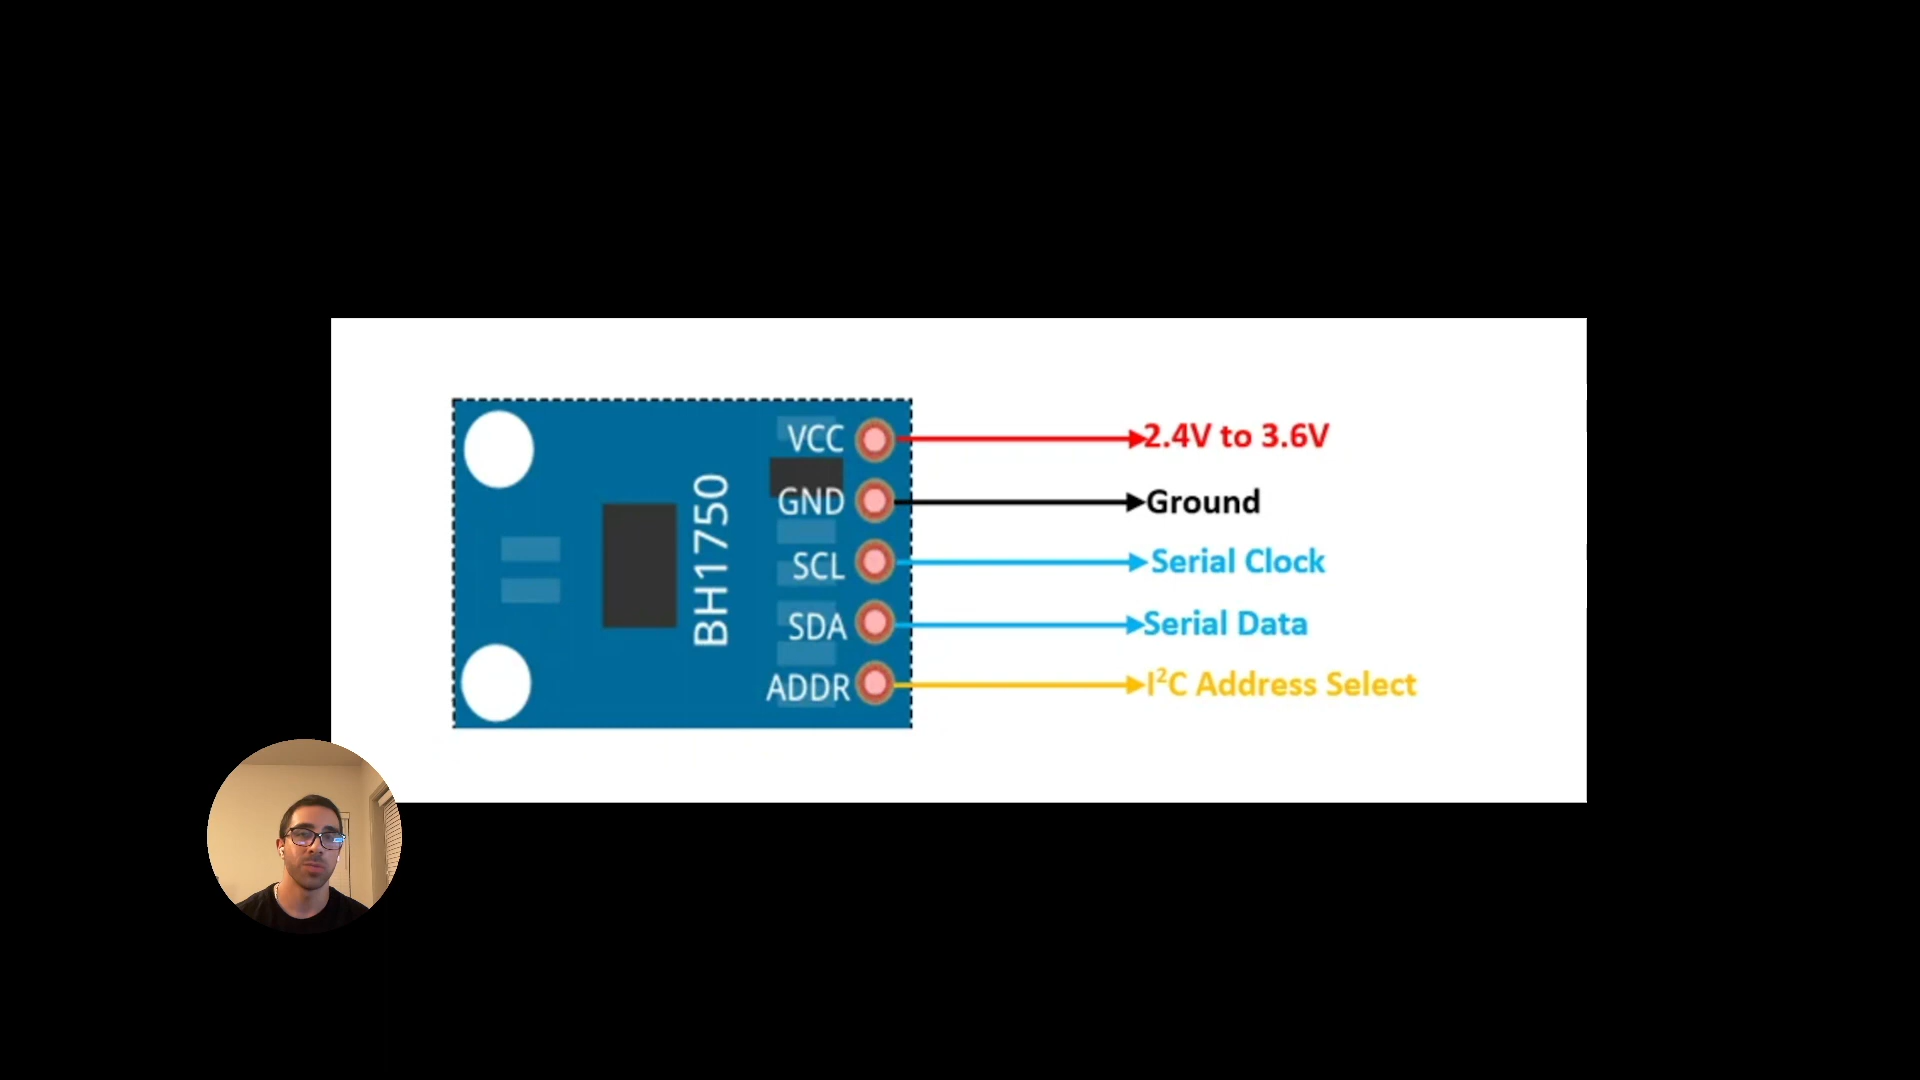 BH1750
VCC 2.4V to 3.6V
GND Ground
SCL Serial Clock
SDA Serial Data
ADDR I²C Address Select